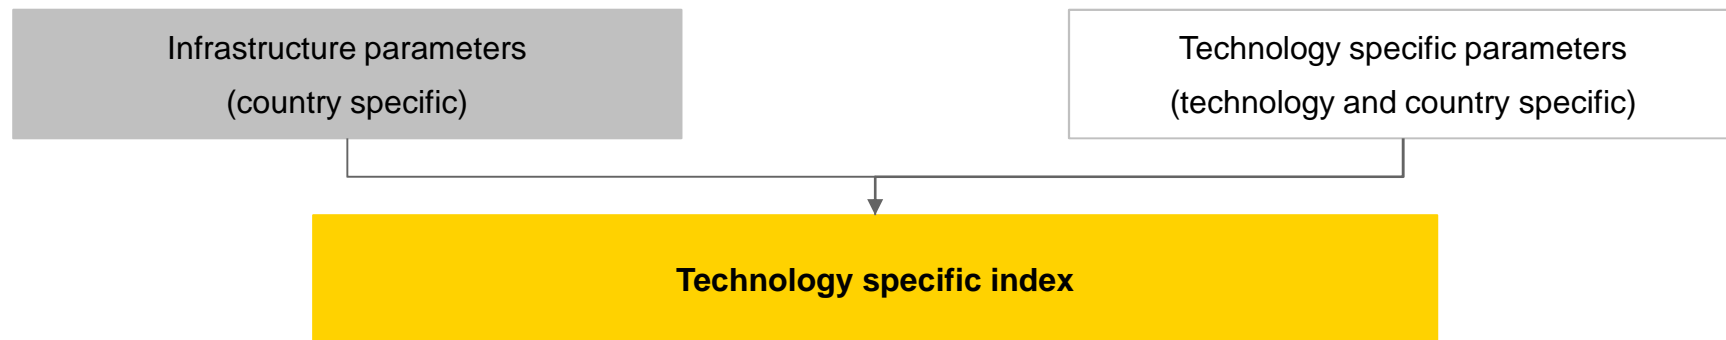 Infrastructure parameters
(country specific)
Technology specific parameters
(technology and country specific)
Technology specific index